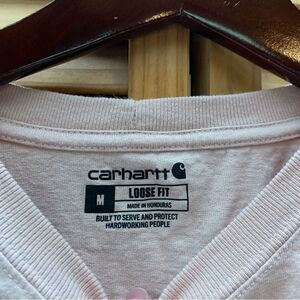 carhartt
M LOOSE FIT
MADE IN HONDURAS
BUILT TO SERVE AND PROTECT
HARDWORKING PEOPLE